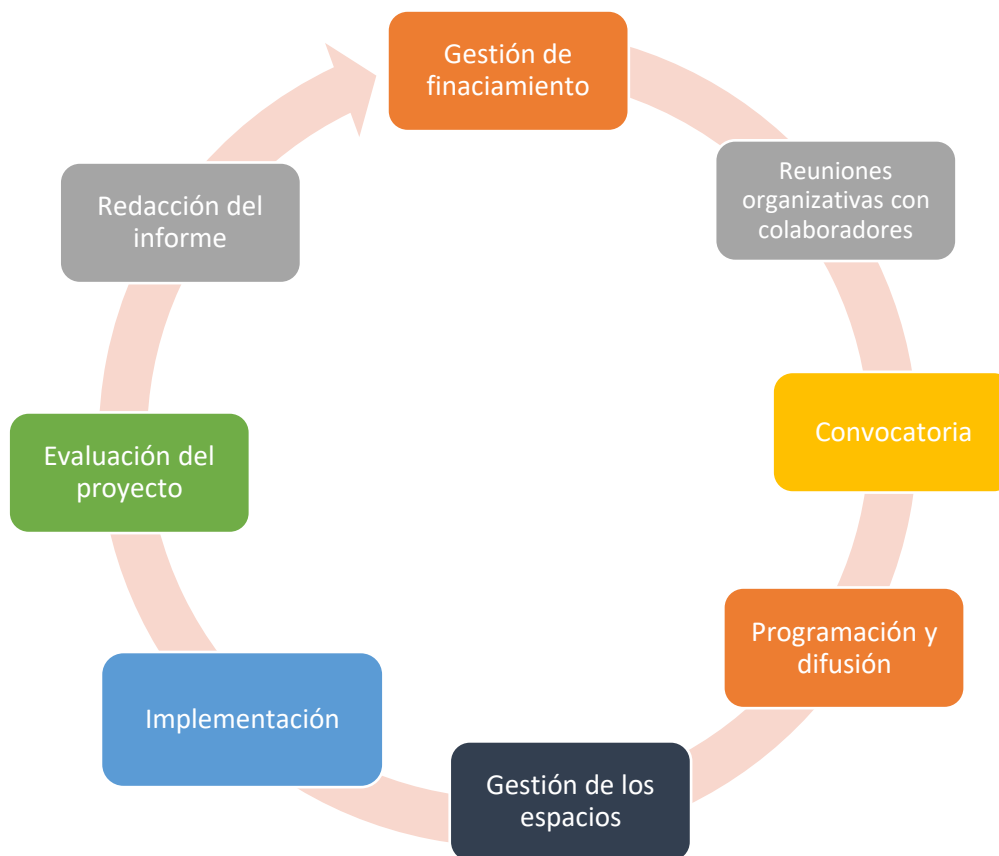 Gestión de
finaciamiento
Reuniones
organizativas con
colaboradores
Convocatoria
Programación y
difusión
Gestión de los
espacios
Implementación
Evaluación del
proyecto
Redacción del
informe